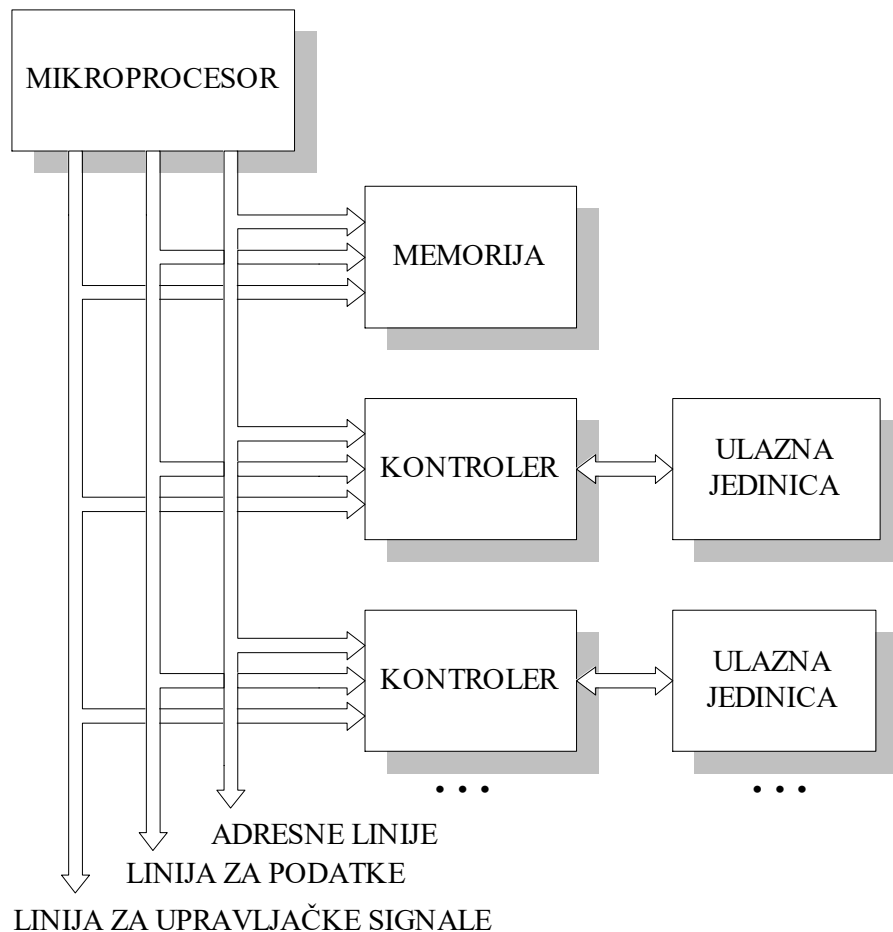 MIKROPROCESOR
MEMORIJA
KONTROLER
ULAZNA
JEDINICA
KONTROLER
ULAZNA
JEDINICA
• • •
• • •
ADRESNE LINIJE
LINIJA ZA PODATKE
LINIJA ZA UPRAVLJAČKE SIGNALE